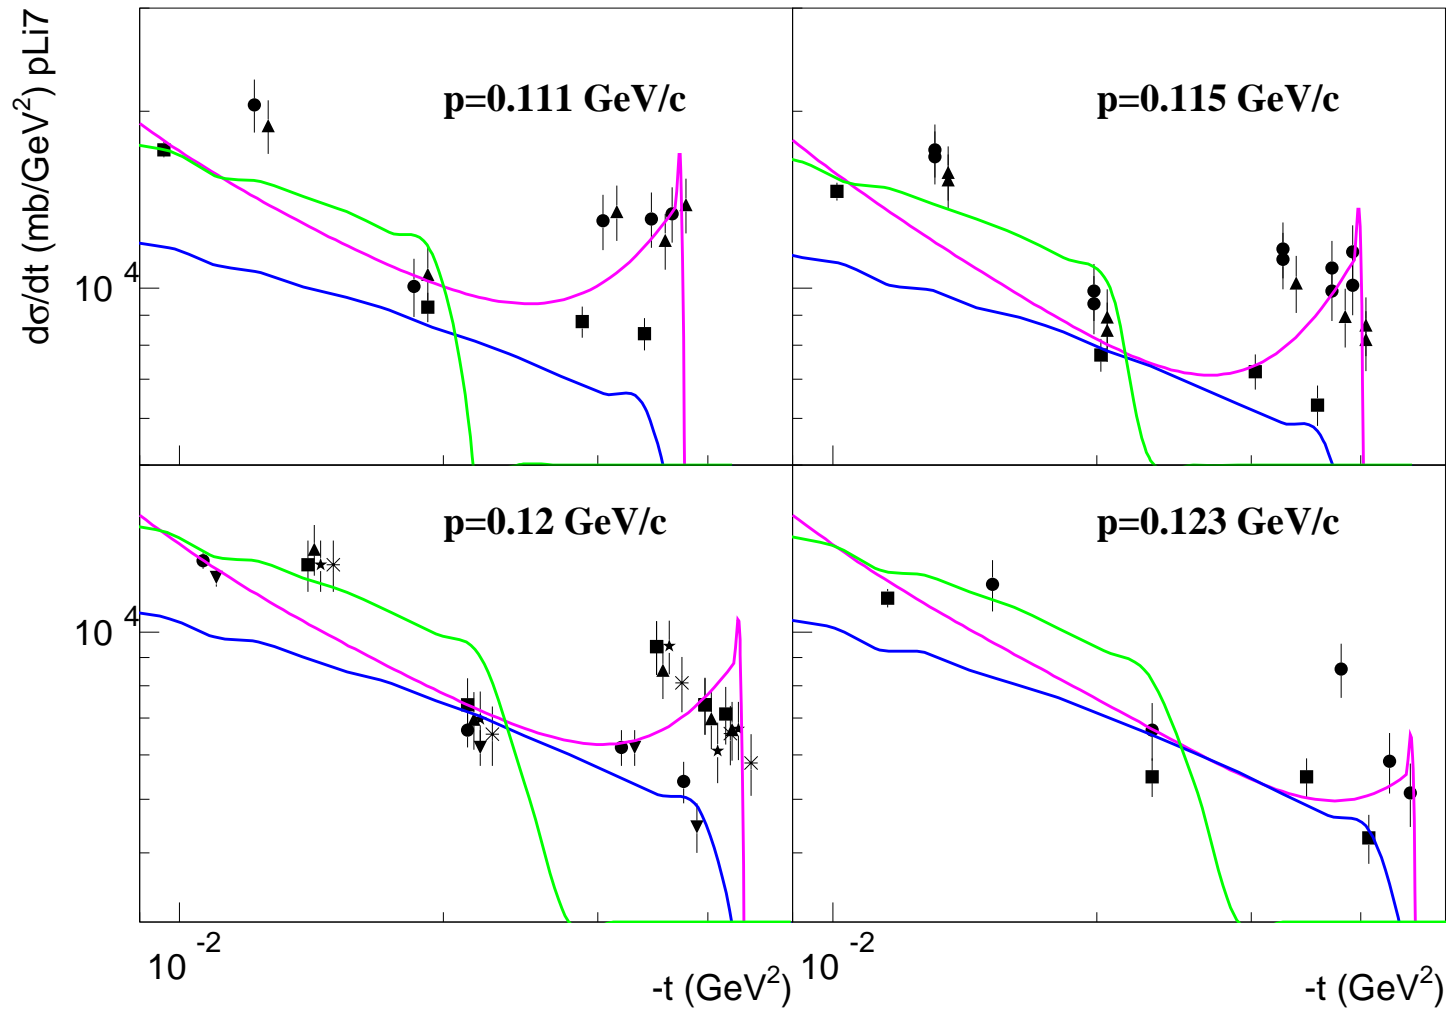 dσ/dt (mb/GeV²) pLi7
p=0.111 GeV/c
p=0.115 GeV/c
10⁴
p=0.12 GeV/c
p=0.123 GeV/c
10⁴
10⁻²
10⁻²
-t (GeV²)
-t (GeV²)